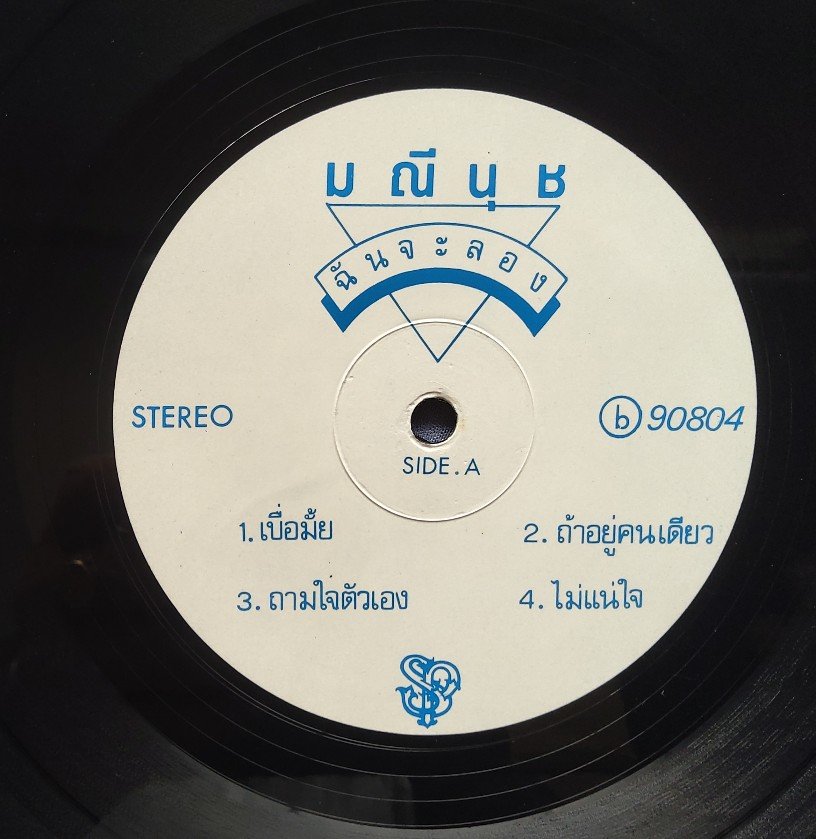 มณีนุช
ฉันจะลอง
STEREO
b 90804
SIDE.A
1. เบื่อมั้ย
2. ถ้าอยู่คนเดียว
3. ถามใจตัวเอง
4. ไม่แน่ใจ